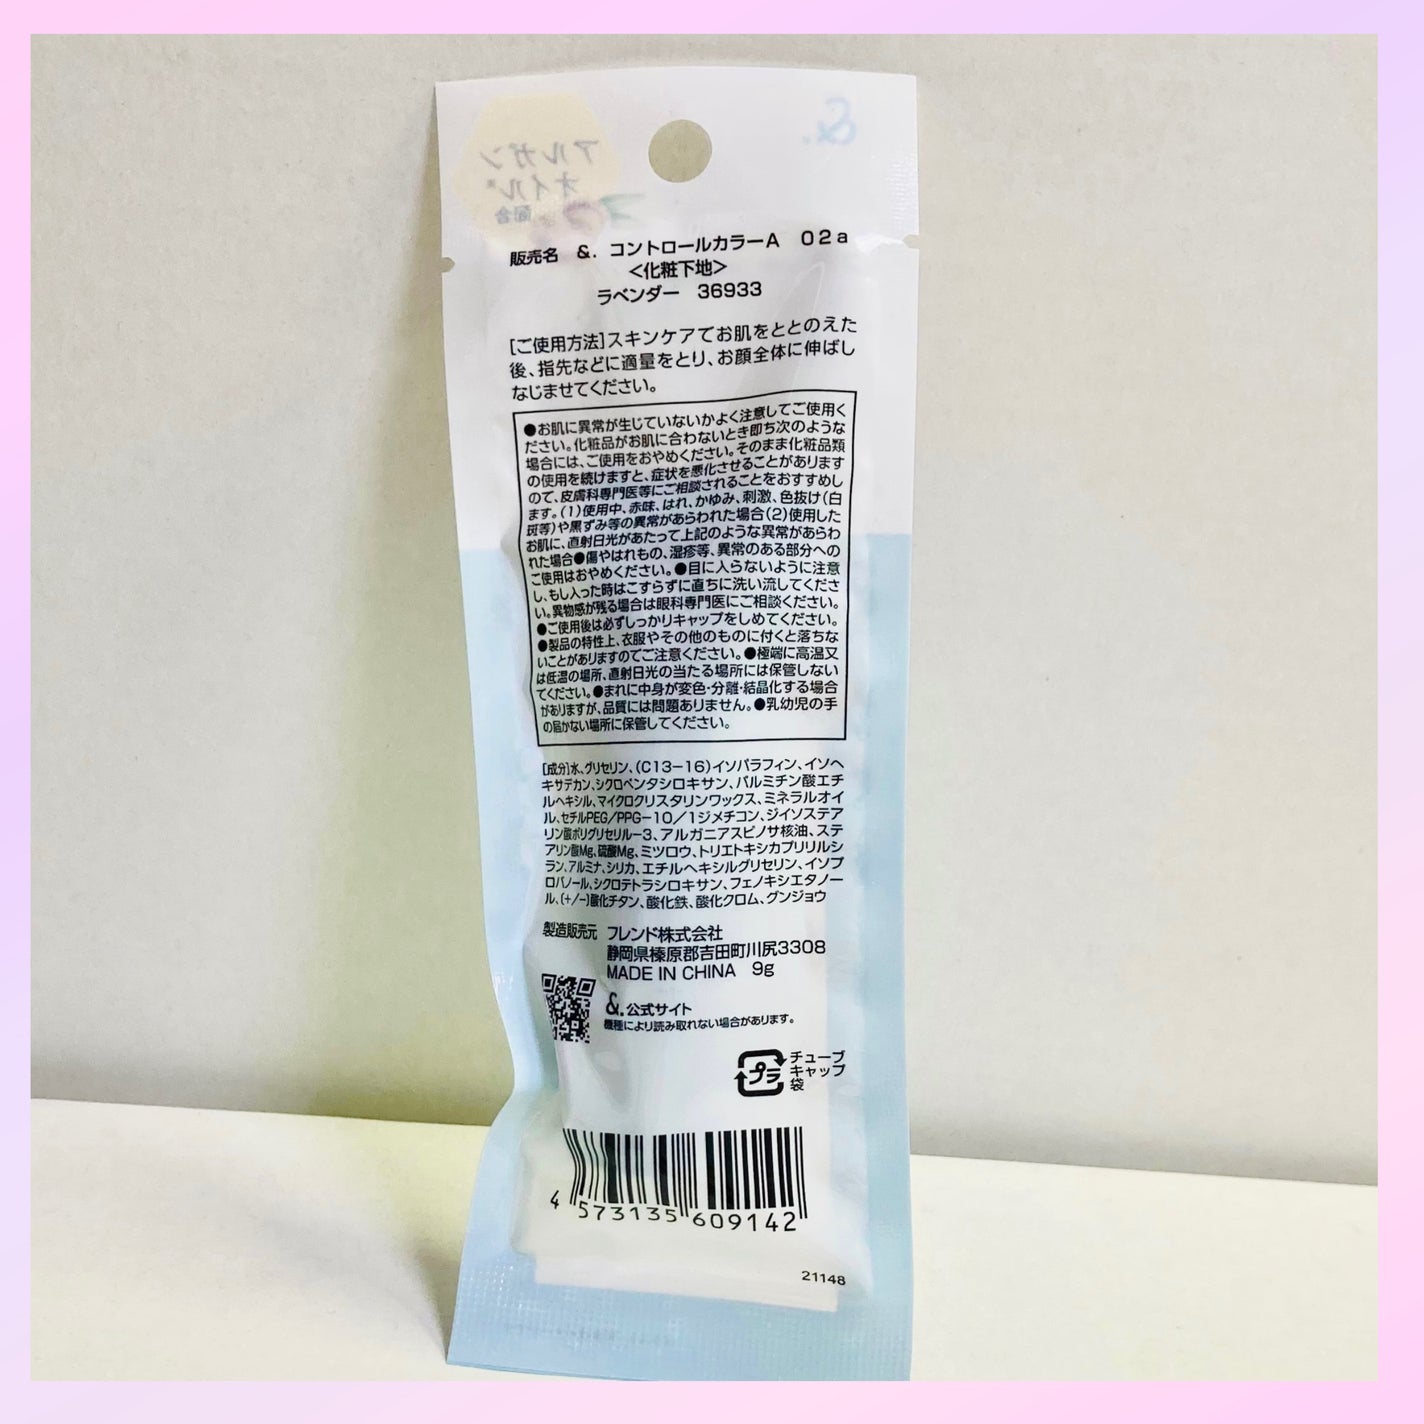 &.
アルガン
オイル*
配合
販売名 &. コントロールカラーA 02a
<化粧下地>
ラベンダー 36933
[ご使用方法]スキンケアでお肌をととのえた
後、指先などに適量をとり、お顔全体に伸ばし
なじませてください。
●お肌に異常が生じていないかよく注意してご使用く
ださい。化粧品がお肌に合わないとき即ち次のような
場合には、ご使用をおやめください。そのまま化粧品類
の使用を続けますと、症状を悪化させることがあります
ので、皮膚科専門医等にご相談されることをおすすめし
ます。(1)使用中、赤味、はれ、かゆみ、刺激、色抜け(白
斑等)や黒ずみ等の異常があらわれた場合(2)使用した
お肌に、直射日光があたって上記のような異常があらわ
れた場合●傷やはれもの、湿疹等、異常のある部分への
ご使用はおやめください。●目に入らないように注意
し、もし入った時はこすらずに直ちに洗い流してくださ
い。異物感が残る場合は眼科専門医にご相談ください。
●ご使用後は必ずしっかりキャップをしめてください。
●製品の特性上、衣服やその他のものに付くと落ちな
いことがありますのでご注意ください。●極端に高温又
は低温の場所、直射日光の当たる場所には保管しない
でください。●まれに中身が変色・分離・結晶化する場合
がありますが、品質には問題ありません。●乳幼児の手
の届かない場所に保管してください。
[成分]水、グリセリン、(C13-16)イソパラフィン、イソヘ
キサデカン、シクロペンタシロキサン、パルミチン酸エチ
ルヘキシル、マイクロクリスタリンワックス、ミネラルオイ
ル、セチルPEG/PPG-10/1ジメチコン、ジイソステア
リン酸ポリグリセリル-3、アルガニアスピノサ核油、ステ
アリン酸Mg、硫酸Mg、ミツロウ、トリエトキシカプリリルシ
ラン、アルミナ、シリカ、エチルヘキシルグリセリン、イソプ
ロパノール、シクロテトラシロキサン、フェノキシエタノー
ル、(+/-)酸化チタン、酸化鉄、酸化クロム、グンジョウ
製造販売元 フレンド株式会社
静岡県榛原郡吉田町川尻3308
MADE IN CHINA 9g
&.公式サイト
機種により読み取れない場合があります。
プラ
チューブ
キャップ
袋
4 573135 609142
21148